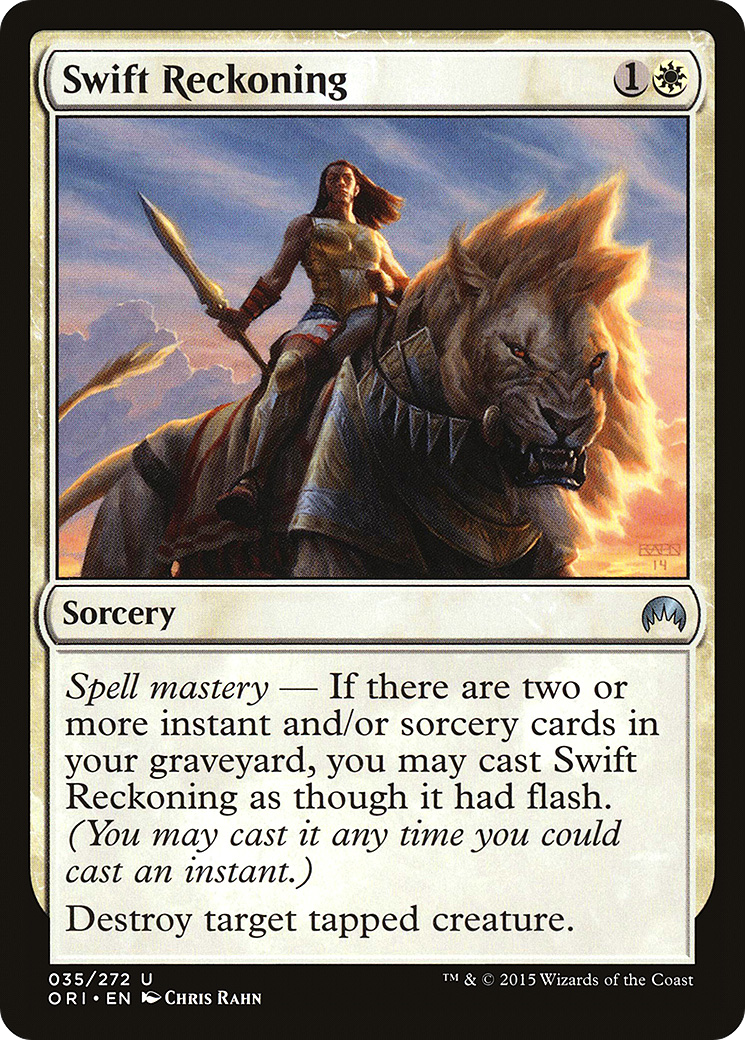 Swift Reckoning
1
RAHN
14
Sorcery
Spell mastery — If there are two or
more instant and/or sorcery cards in
your graveyard, you may cast Swift
Reckoning as though it had flash.
(You may cast it any time you could
cast an instant.)
Destroy target tapped creature.
035/272 U
™ & © 2015 Wizards of the Coast
ORI • EN Chris Rahn